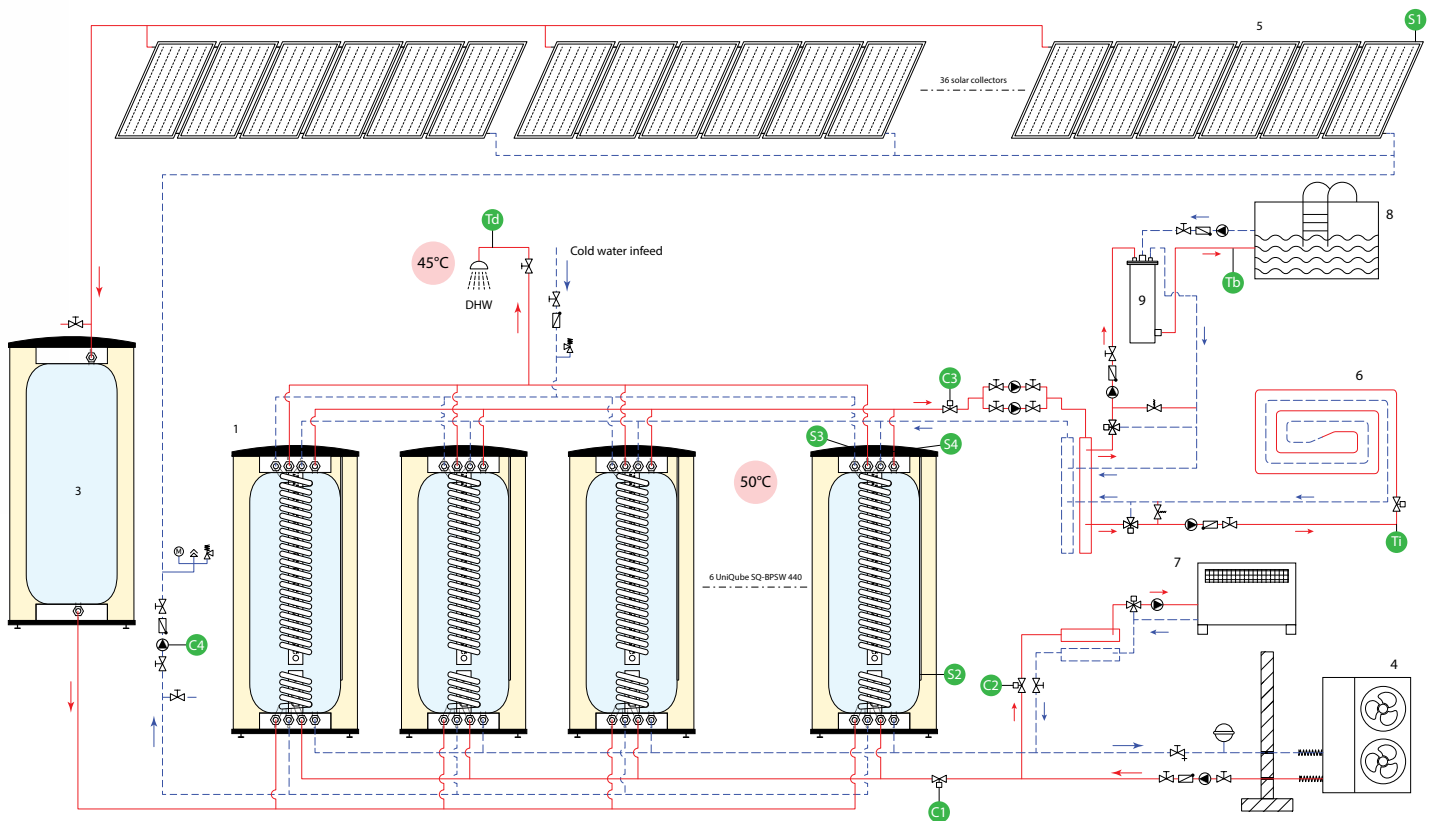 5
S1
36 solar collectors
8
Td
45°C
Cold water infeed
DHW
Tb
9
C3
6
1
S3
S4
3
50°C
Ti
7
6 UniQube SQ-BPSW 440
M
C4
S2
C2
4
C1